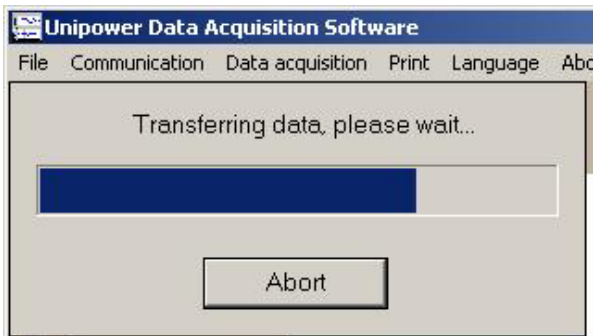 Unipower Data Acquisition Software
File Communication Data acquisition Print Language
Transferring data, please wait...
Abort